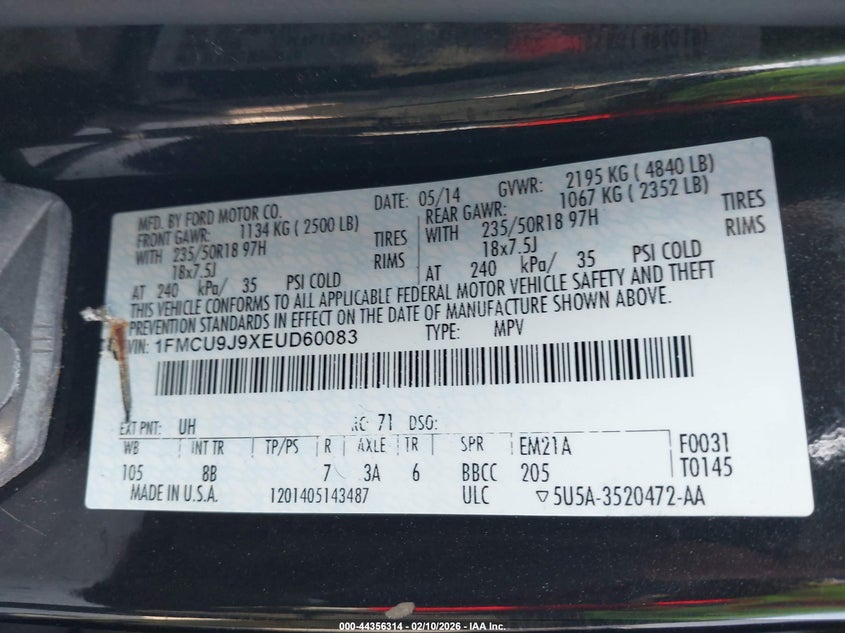 MFD. BY FORD MOTOR CO. DATE: 05/14 GVWR: 2195 KG ( 4840 LB)
FRONT GAWR: 1134 KG ( 2500 LB) REAR GAWR: 1067 KG ( 2352 LB)
WITH 235/50R18 97H TIRES WITH 235/50R18 97H TIRES
18x7.5J RIMS 18x7.5J RIMS
AT 240 kPa/ 35 PSI COLD AT 240 kPa/ 35 PSI COLD
THIS VEHICLE CONFORMS TO ALL APPLICABLE FEDERAL MOTOR VEHICLE SAFETY AND THEFT
PREVENTION STANDARDS IN EFFECT ON THE DATE OF MANUFACTURE SHOWN ABOVE.
VIN: 1FMCU9J9XEUD60083 TYPE: MPV
EXT PNT: UH RC: 71 DSO:
WB INT TR TP/PS R AXLE TR SPR EM21A F0031
105 8B 7 3A 6 BBCC 205 T0145
MADE IN U.S.A. 1201405143487 ULC ▽5U5A-3520472-AA
000-44356314 - 02/10/2026 - IAA Inc.